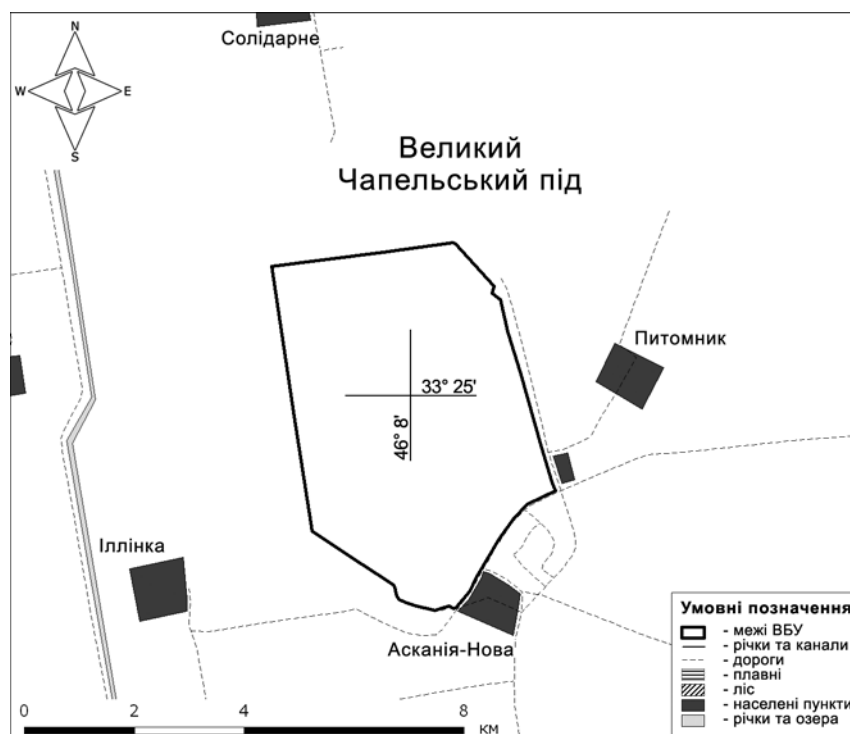 Солідарне
N
W
E
S
Великий
Чапельський під
Питомник
33° 25'
46° 8'
Іллінка
Асканія-Нова
Умовні позначення
- межі ВБУ
- річки та канали
- дороги
- плавні
- ліс
- населені пункти
- річки та озера
0 2 4 8
км